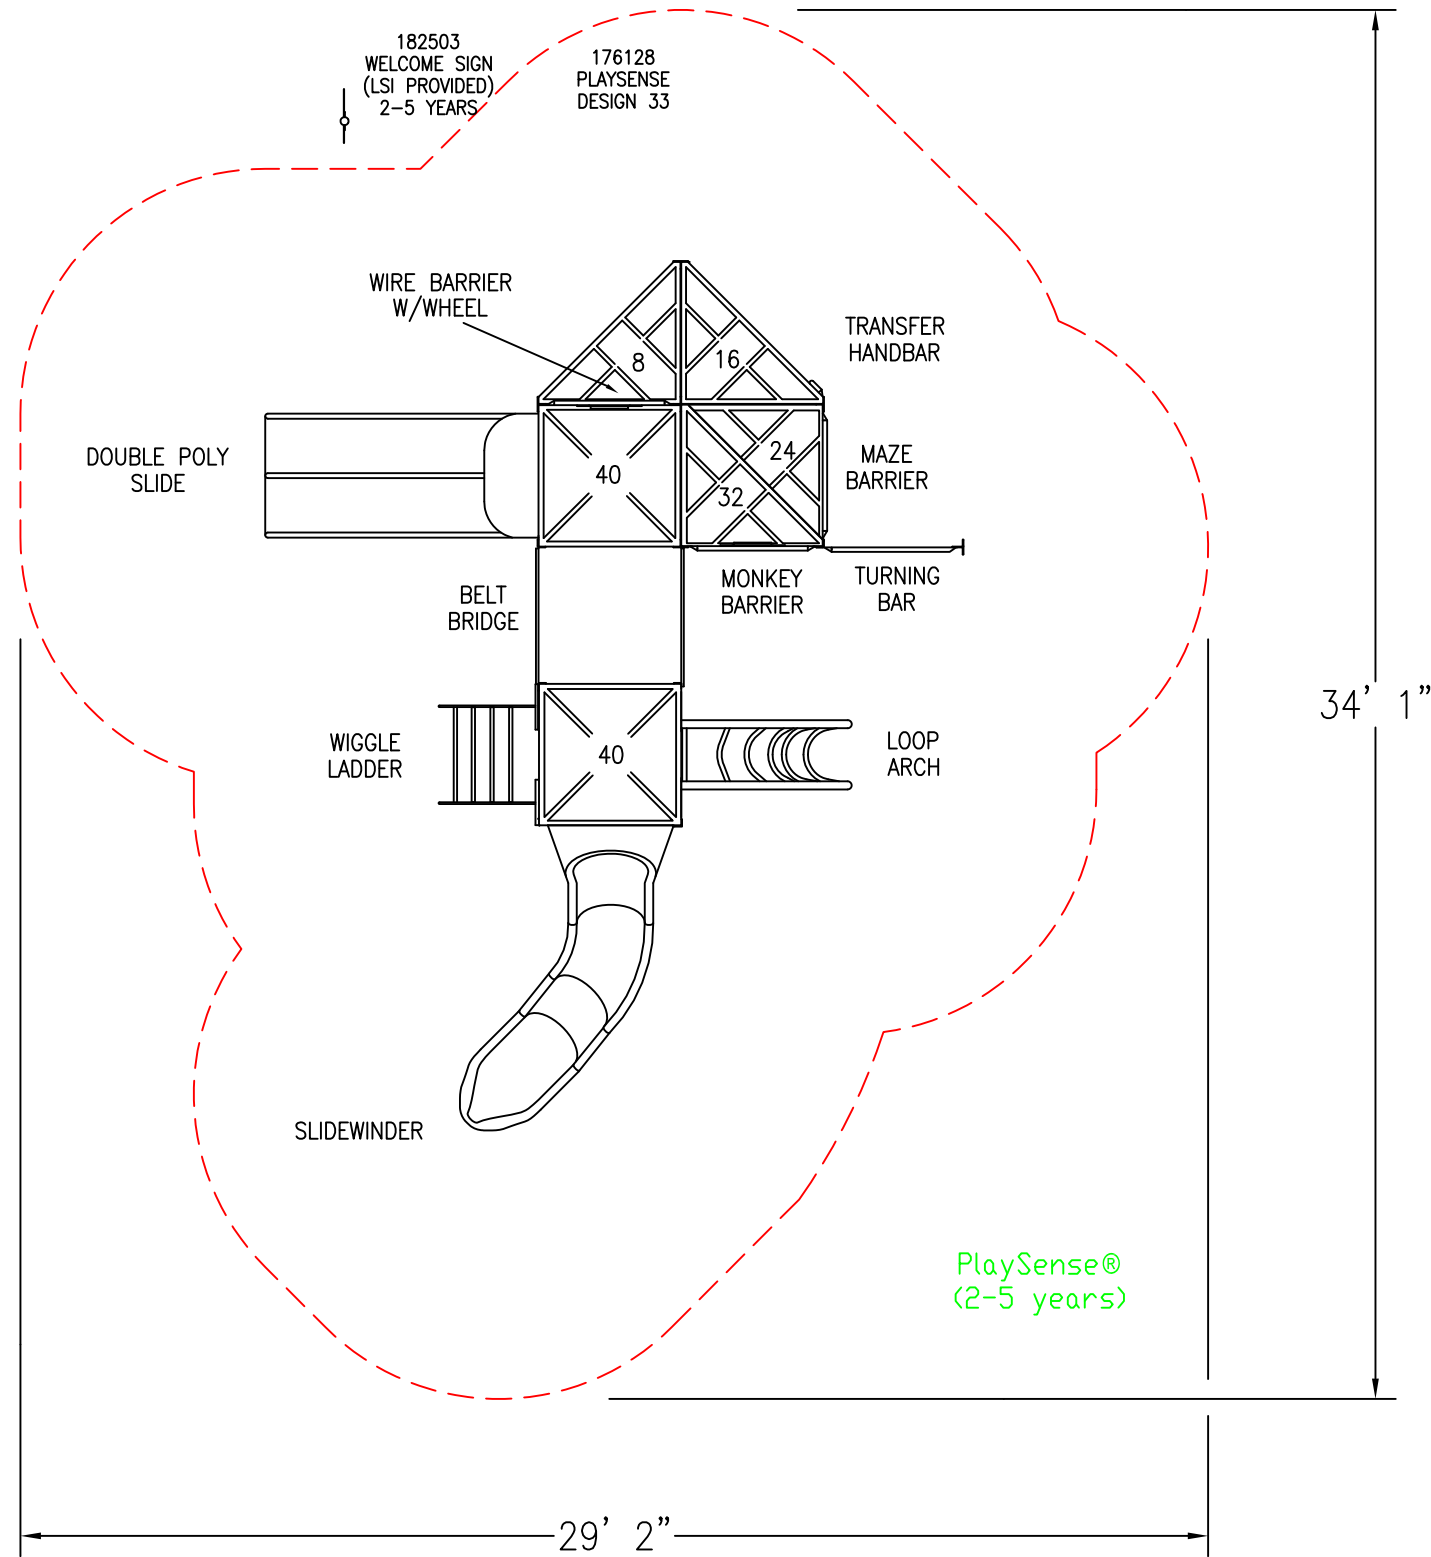 182503
WELCOME SIGN
(LSI PROVIDED)
2-5 YEARS
176128
PLAYSENSE
DESIGN 33
WIRE BARRIER
W/WHEEL
TRANSFER
HANDBAR
8
16
DOUBLE POLY
SLIDE
40
24
32
MAZE
BARRIER
BELT
BRIDGE
MONKEY
BARRIER
TURNING
BAR
34' 1"
WIGGLE
LADDER
40
LOOP
ARCH
SLIDEWINDER
PlaySense®
(2-5 years)
29' 2"